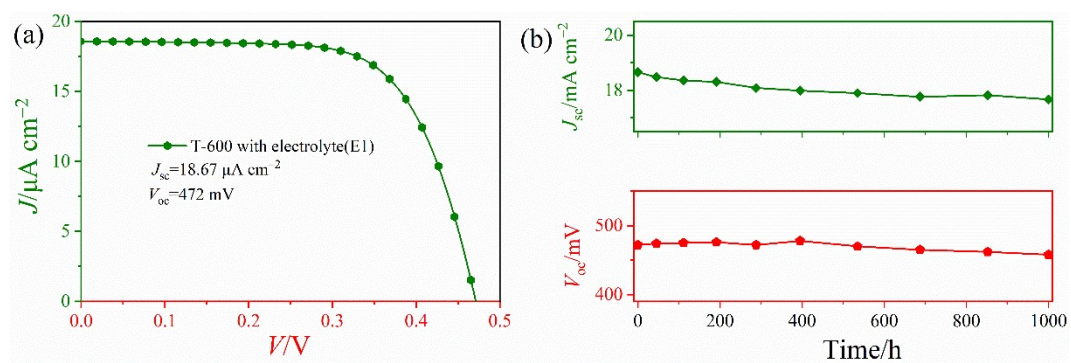 (a)
20
15
10
5
0
J/μA cm⁻²
T-600 with electrolyte(E1)
Jsc=18.67 μA cm⁻²
Voc=472 mV
0.0 0.1 0.2 0.3 0.4 0.5
V/V
(b)
20
18
Jsc/mA cm⁻²
500
400
Voc/mV
0 200 400 600 800 1000
Time/h